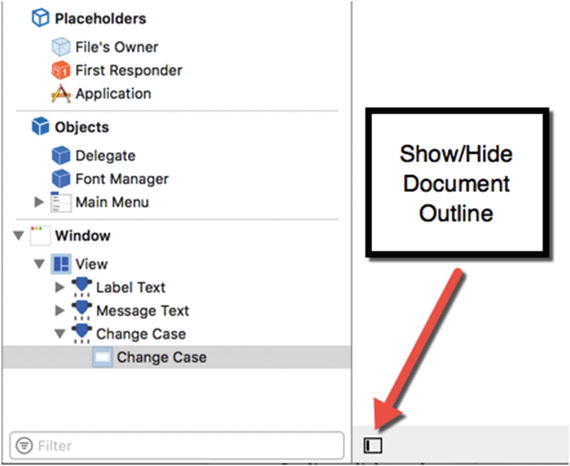 Placeholders
File's Owner
First Responder
Application
Objects
Delegate
Font Manager
Main Menu
Window
View
Label Text
Message Text
Change Case
Change Case
Filter
Show/Hide
Document
Outline